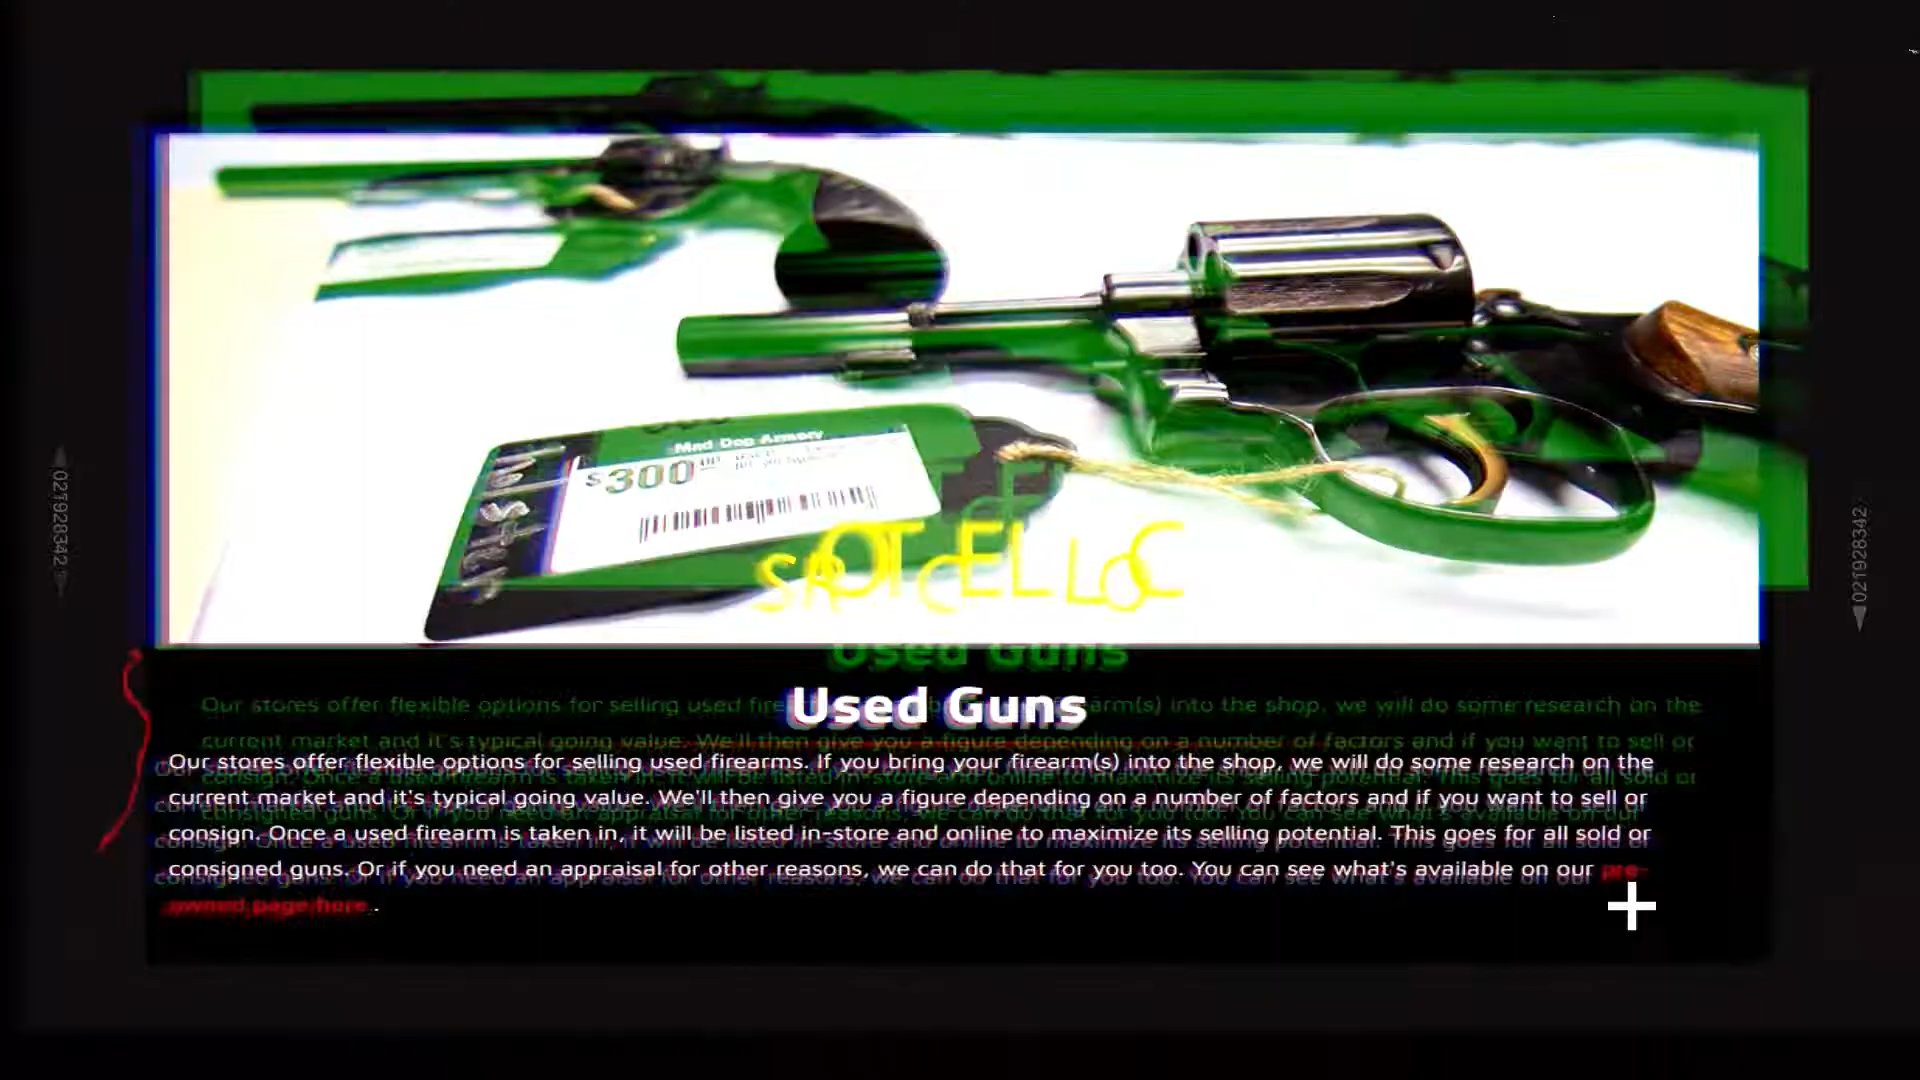 Mad Dog Armory
$300
021928342
021928342
Used Guns
Our stores offer flexible options for selling used firearms. If you bring your firearm(s) into the shop, we will do some research on the
current market and it's typical going value. We'll then give you a figure depending on a number of factors and if you want to sell or
consign. Once a used firearm is taken in, it will be listed in-store and online to maximize its selling potential. This goes for all sold or
consigned guns. Or if you need an appraisal for other reasons, we can do that for you too. You can see what's available on our pre-
owned page here.